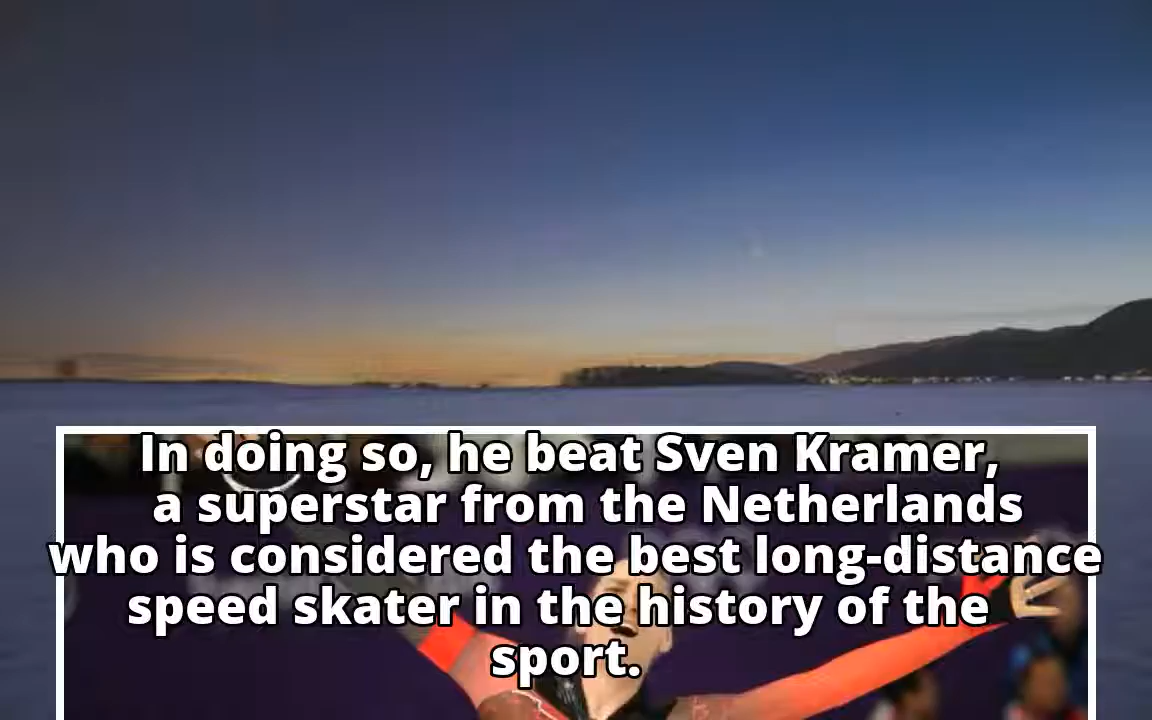 In doing so, he beat Sven Kramer,
a superstar from the Netherlands
who is considered the best long-distance
speed skater in the history of the
sport.